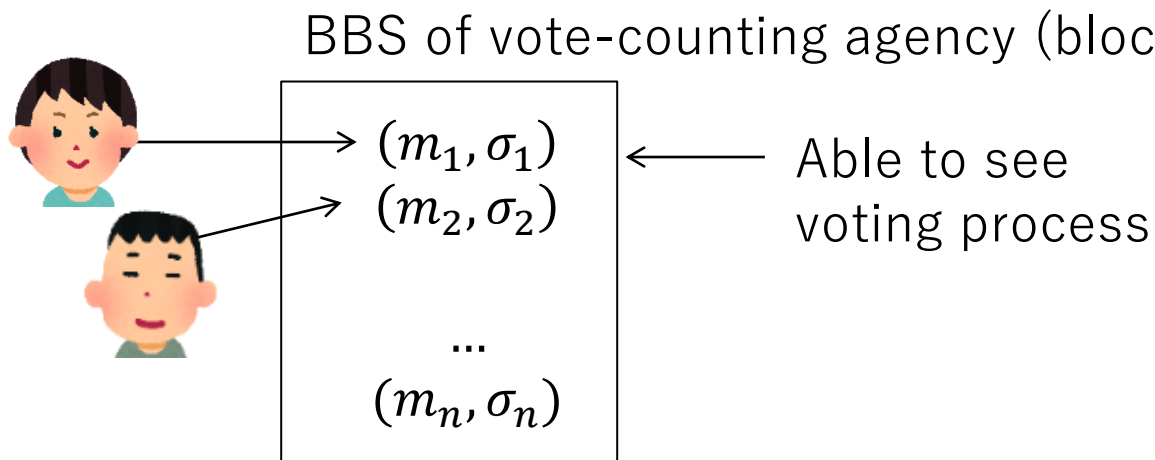 BBS of vote-counting agency (bloc
(m₁, σ₁)
(m₂, σ₂)
...
(mₙ, σₙ)
Able to see
voting process